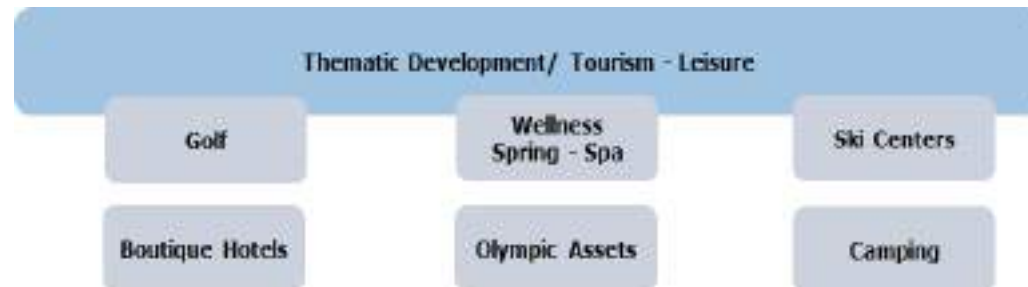 Thematic Development/ Tourism - Leisure
Golf
Wellness
Spring - Spa
Ski Centers
Boutique Hotels
Olympic Assets
Camping